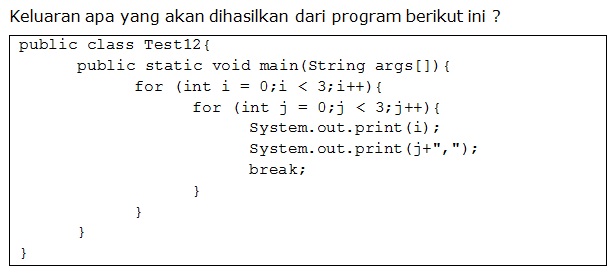 Keluaran apa yang akan dihasilkan dari program berikut ini ?
public class Test12{
public static void main(String args[]){
for (int i = 0;i < 3;i++){
for (int j = 0;j < 3;j++){
System.out.print(i);
System.out.print(j+",");
break;
}
}
}
}